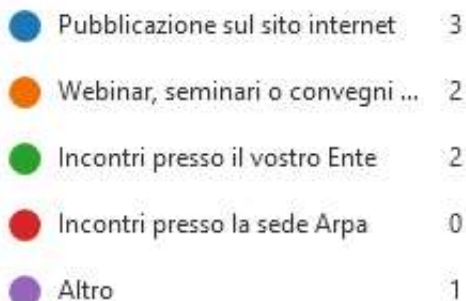 Pubblicazione sul sito internet 3
Webinar, seminari o convegni ... 2
Incontri presso il vostro Ente 2
Incontri presso la sede Arpa 0
Altro 1